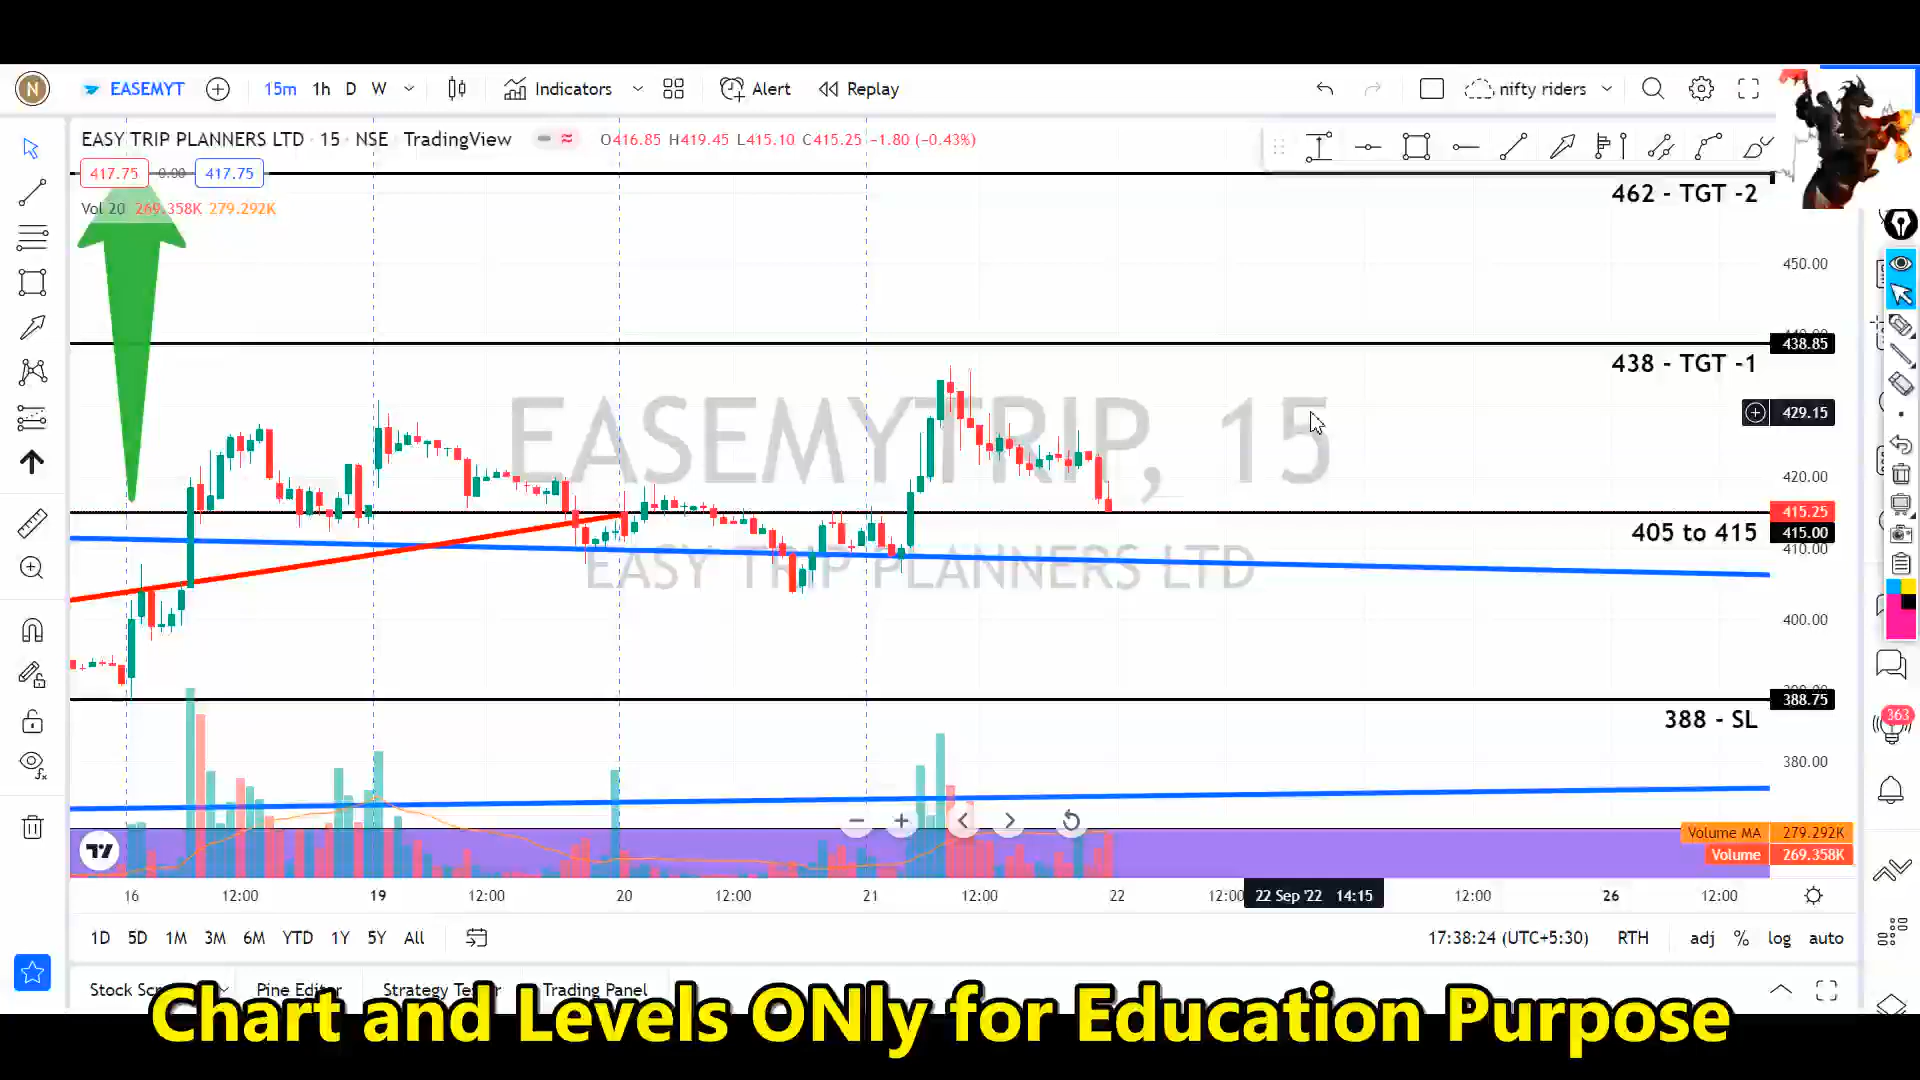 N EASEMYT 15m 1h D W Indicators Alert Replay nifty riders
EASY TRIP PLANNERS LTD · 15 · NSE TradingView O416.85 H419.45 L415.10 C415.25 −1.80 (−0.43%)
417.75 0.00 417.75
462 - TGT -2
Vol 20 269.358K 279.292K
450.00
438.85
438 - TGT -1
429.15
EASEMYTRIP, 15
420.00
415.25
405 to 415 415.00
410.00
EASY TRIP PLANNERS LTD
400.00
388.75
388 - SL
363
380.00
Volume MA 279.292K
Volume 269.358K
16 12:00 19 12:00 20 12:00 21 12:00 22 12:00 22 Sep '22 14:15 12:00 26 12:00
1D 5D 1M 3M 6M YTD 1Y 5Y All 17:38:24 (UTC+5:30) RTH adj % log auto
Stock Pine Editor Strategy Trading Panel
Chart and Levels ONly for Education Purpose